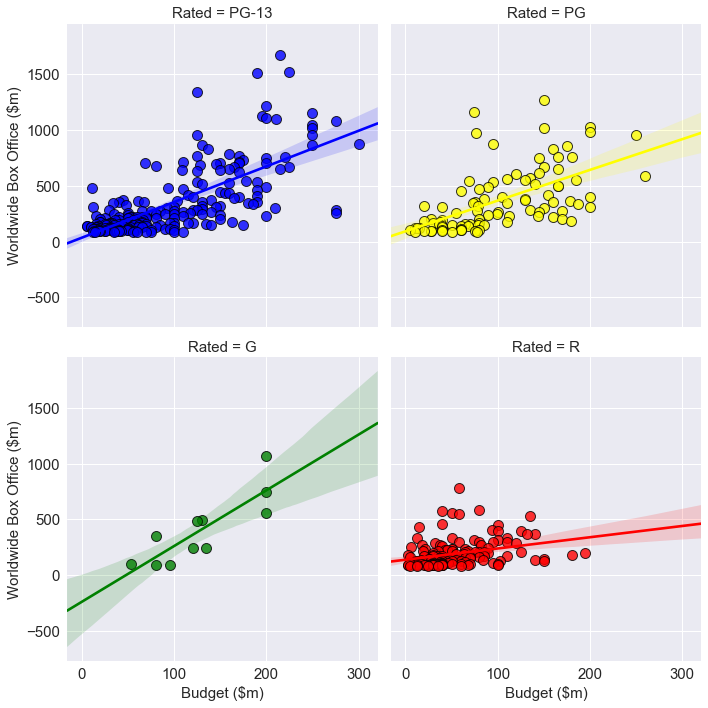 Rated = PG-13
Rated = PG
Worldwide Box Office ($m)
1500
1000
500
0
−500
Rated = G
Rated = R
Worldwide Box Office ($m)
1500
1000
500
0
−500
0 100 200 300
0 100 200 300
Budget ($m)
Budget ($m)